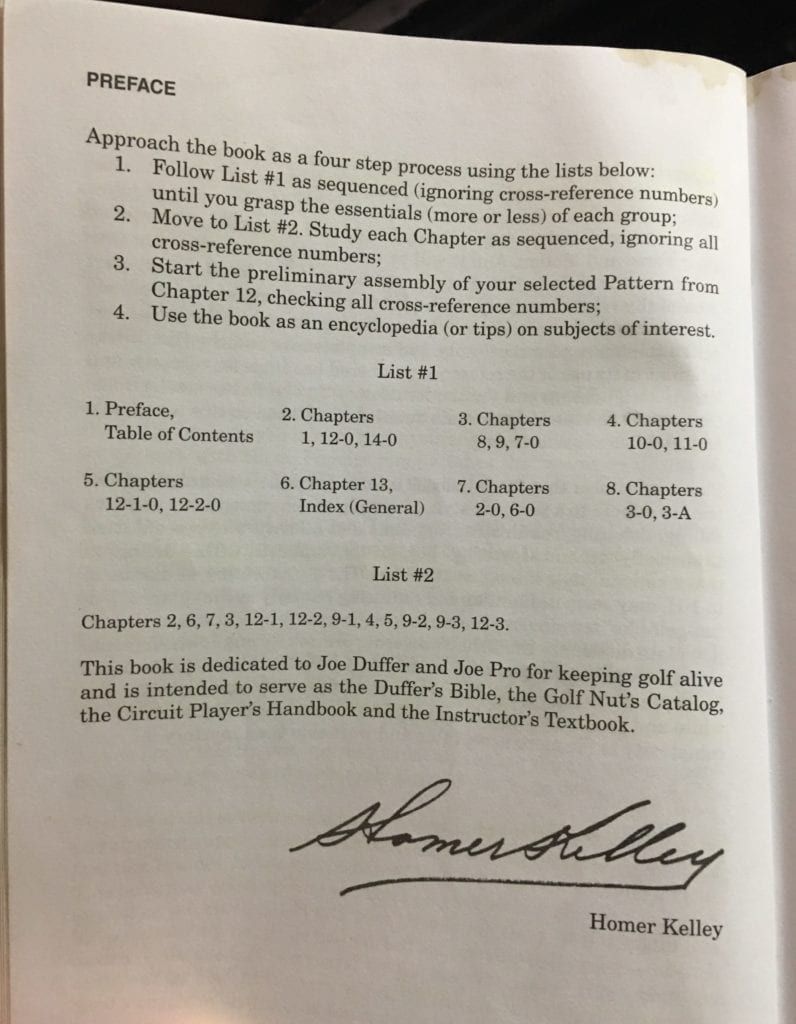 PREFACE
Approach the book as a four step process using the lists below:
1. Follow List #1 as sequenced (ignoring cross-reference numbers)
until you grasp the essentials (more or less) of each group;
2. Move to List #2. Study each Chapter as sequenced, ignoring all
cross-reference numbers;
3. Start the preliminary assembly of your selected Pattern from
Chapter 12, checking all cross-reference numbers;
4. Use the book as an encyclopedia (or tips) on subjects of interest.
List #1
1. Preface,
Table of Contents
2. Chapters
1, 12-0, 14-0
3. Chapters
8, 9, 7-0
4. Chapters
10-0, 11-0
5. Chapters
12-1-0, 12-2-0
6. Chapter 13,
Index (General)
7. Chapters
2-0, 6-0
8. Chapters
3-0, 3-A
List #2
Chapters 2, 6, 7, 3, 12-1, 12-2, 9-1, 4, 5, 9-2, 9-3, 12-3.
This book is dedicated to Joe Duffer and Joe Pro for keeping golf alive
and is intended to serve as the Duffer's Bible, the Golf Nut's Catalog,
the Circuit Player's Handbook and the Instructor's Textbook.
Homer Kelley
Homer Kelley